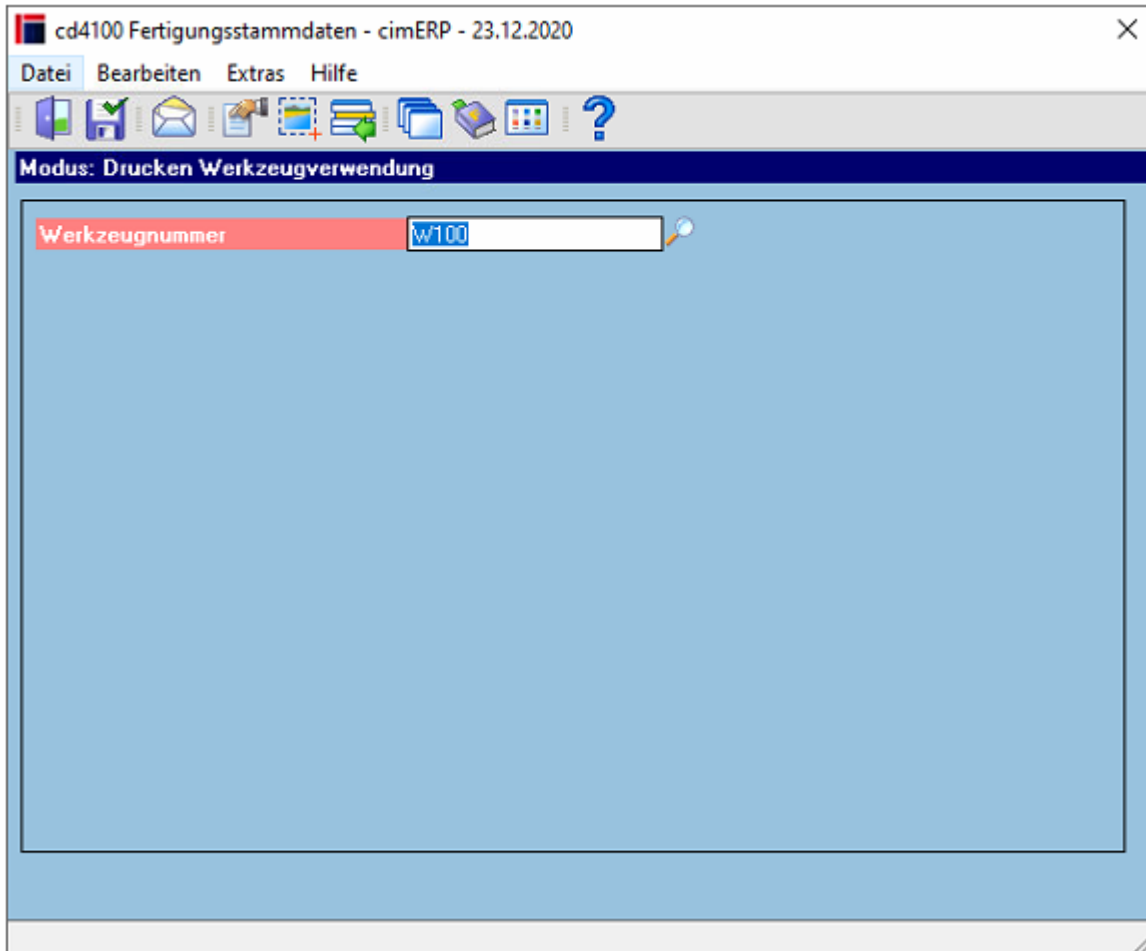 cd4100 Fertigungsstammdaten - cimERP - 23.12.2020
Datei Bearbeiten Extras Hilfe
Modus: Drucken Werkzeugverwendung
Werkzeugnummer W100